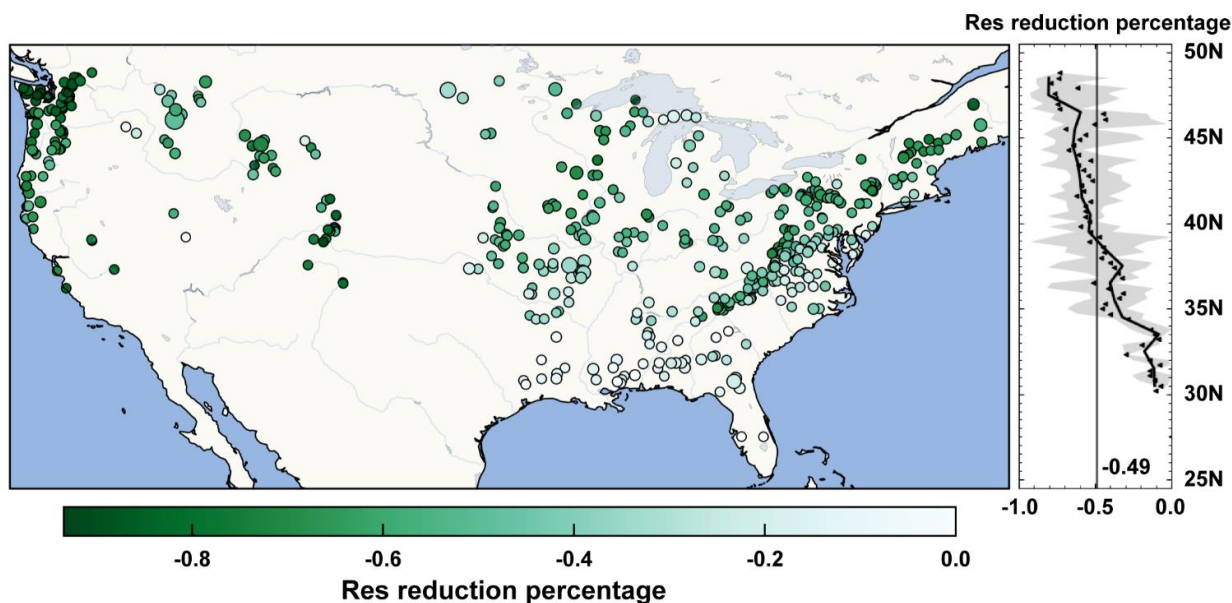 Res reduction percentage
50N
45N
40N
35N
30N
25N
-0.49
-1.0 -0.5 0.0
-0.8 -0.6 -0.4 -0.2 0.0
Res reduction percentage